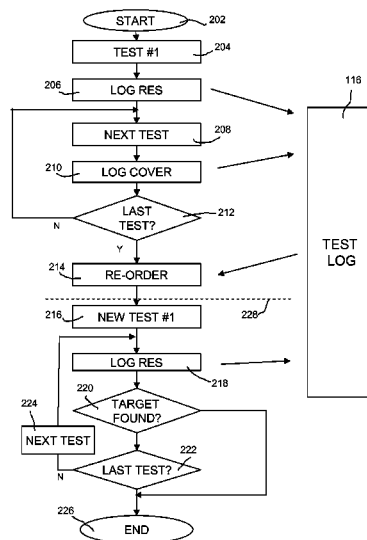 START
202
TEST #1
204
206
LOG RES
116
NEXT TEST
208
210
LOG COVER
LAST
TEST?
212
N
Y
TEST
LOG
214
RE-ORDER
228
216
NEW TEST #1
LOG RES
218
220
TARGET
FOUND?
224
NEXT TEST
222
LAST TEST?
N
226
END